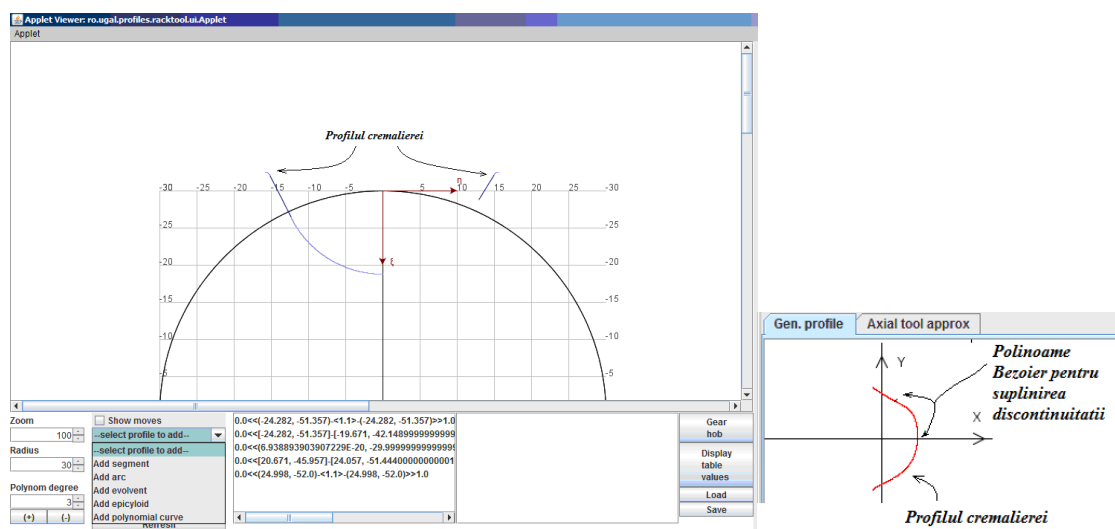 Applet Viewer: ro.ugal.profiles.racktool.ui.Applet
Applet
Profilul cremalierei
-30 -25 -20 -15 -10 -5 5 10 15 20 25 -30
η
-25 -25
-20 ξ -20
-15 -15
-10 -10
-5 -5
Zoom
100
Radius
30
Polynom degree
3
(+) (-)
Show moves
--select profile to add--
--select profile to add--
Add segment
Add arc
Add evolvent
Add epicyloid
Add polynomial curve
Refresh
0.0<<(-24.282, -51.357)-<1.1>-(-24.282, -51.357)>>1.0
0.0<<[-24.282, -51.357]-[-19.671, -42.1489999999999
0.0<<(6.938893903907229E-20, -29.9999999999999
0.0<<[20.671, -45.957]-[24.057, -51.44400000000001
0.0<<(24.998, -52.0)-<1.1>-(24.998, -52.0)>>1.0
Gear
hob
Display
table
values
Load
Save
Gen. profile
Axial tool approx
Y
X
Polinoame
Bezoier pentru
suplinirea
discontinuitatii
Profilul cremalierei